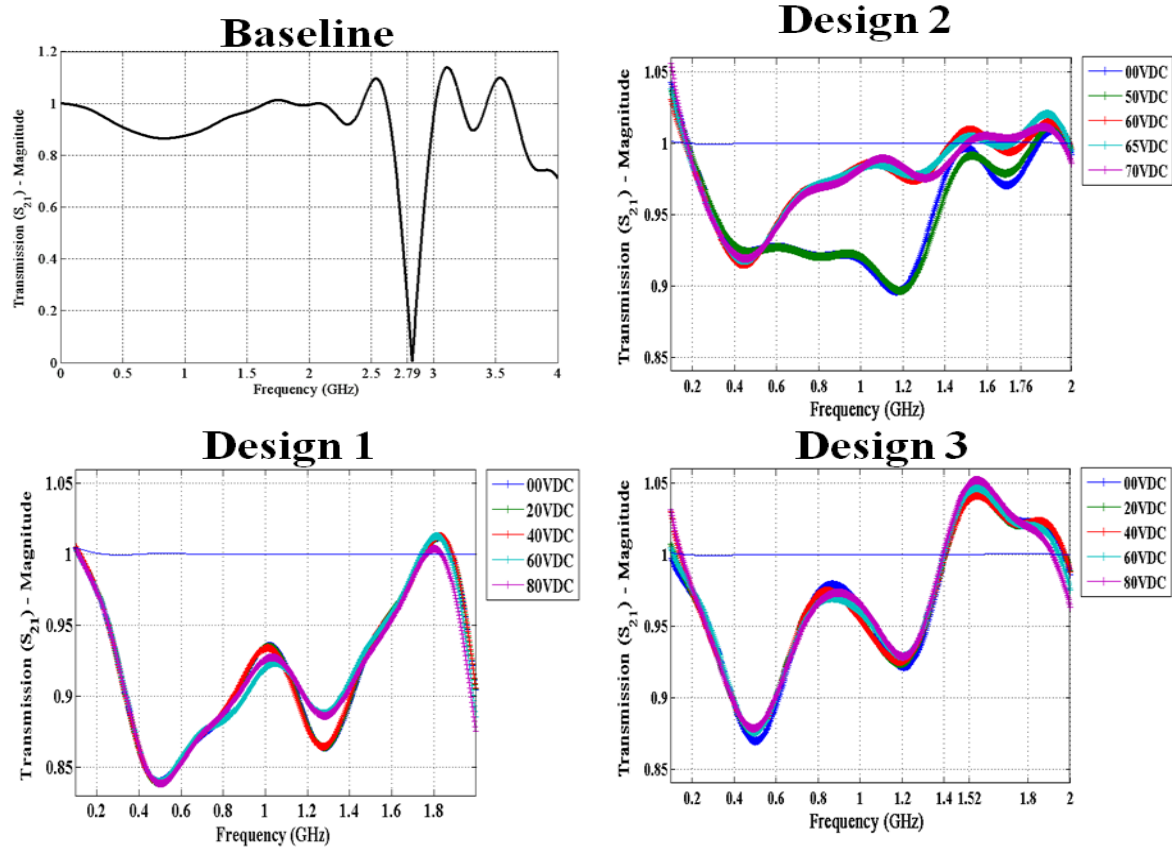 Baseline
1.2
1
0.8
0.6
0.4
0.2
0
Transmission (S21) - Magnitude
0 0.5 1 1.5 2 2.5 2.79 3 3.5 4
Frequency (GHz)
Design 2
1.05
1
0.95
0.9
0.85
Transmission (S21) - Magnitude
0.2 0.4 0.6 0.8 1 1.2 1.4 1.6 1.76 2
Frequency (GHz)
00VDC
50VDC
60VDC
65VDC
70VDC
Design 1
1.05
1
0.95
0.9
0.85
Transmission (S21) - Magnitude
0.2 0.4 0.6 0.8 1 1.2 1.4 1.6 1.8
Frequency (GHz)
00VDC
20VDC
40VDC
60VDC
80VDC
Design 3
1.05
1
0.95
0.9
0.85
Transmission (S21) - Magnitude
0.2 0.4 0.6 0.8 1 1.2 1.4 1.52 1.8 2
Frequency (GHz)
00VDC
20VDC
40VDC
60VDC
80VDC